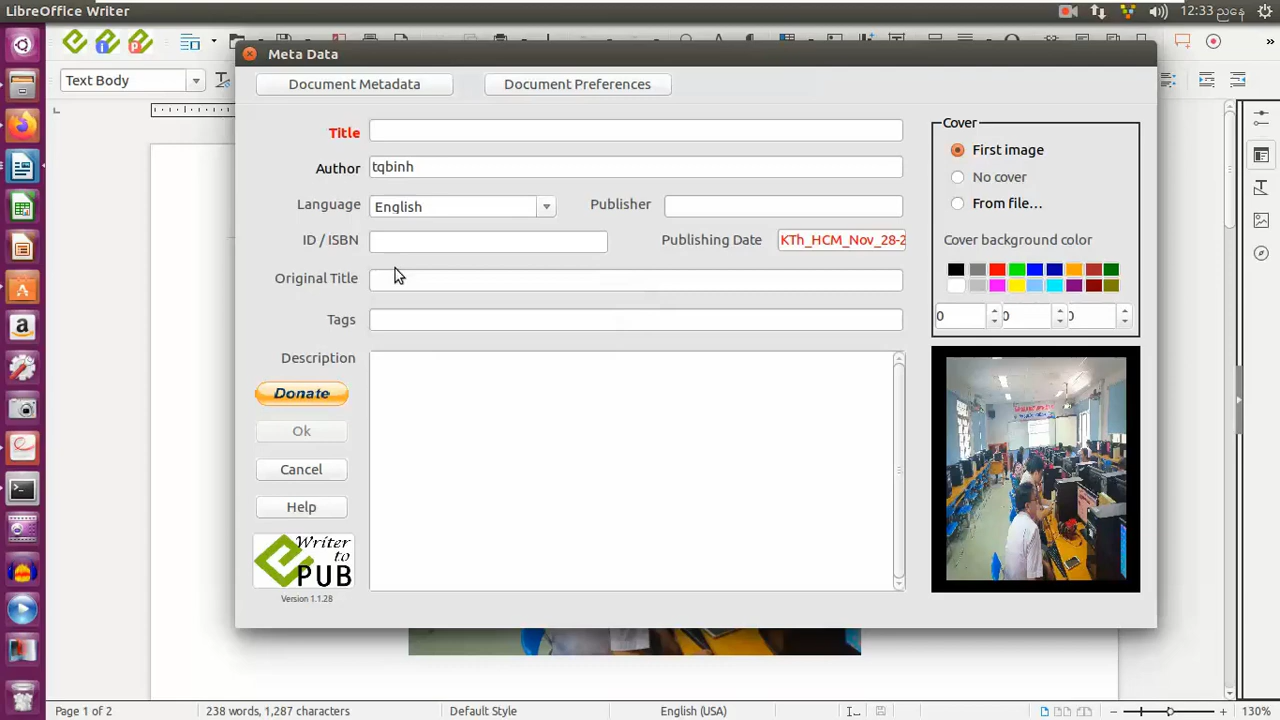 LibreOffice Writer
12:33
Text Body
Meta Data
Document Metadata
Document Preferences
Title
Author
tqbinh
Language
English
Publisher
ID / ISBN
Publishing Date
KTh_HCM_Nov_28-2
Original Title
Tags
Description
Donate
Ok
Cancel
Help
Writer
to
ePUB
Version 1.1.28
Cover
First image
No cover
From file...
Cover background color
0
0
0
Page 1 of 2
238 words, 1,287 characters
Default Style
English (USA)
130%